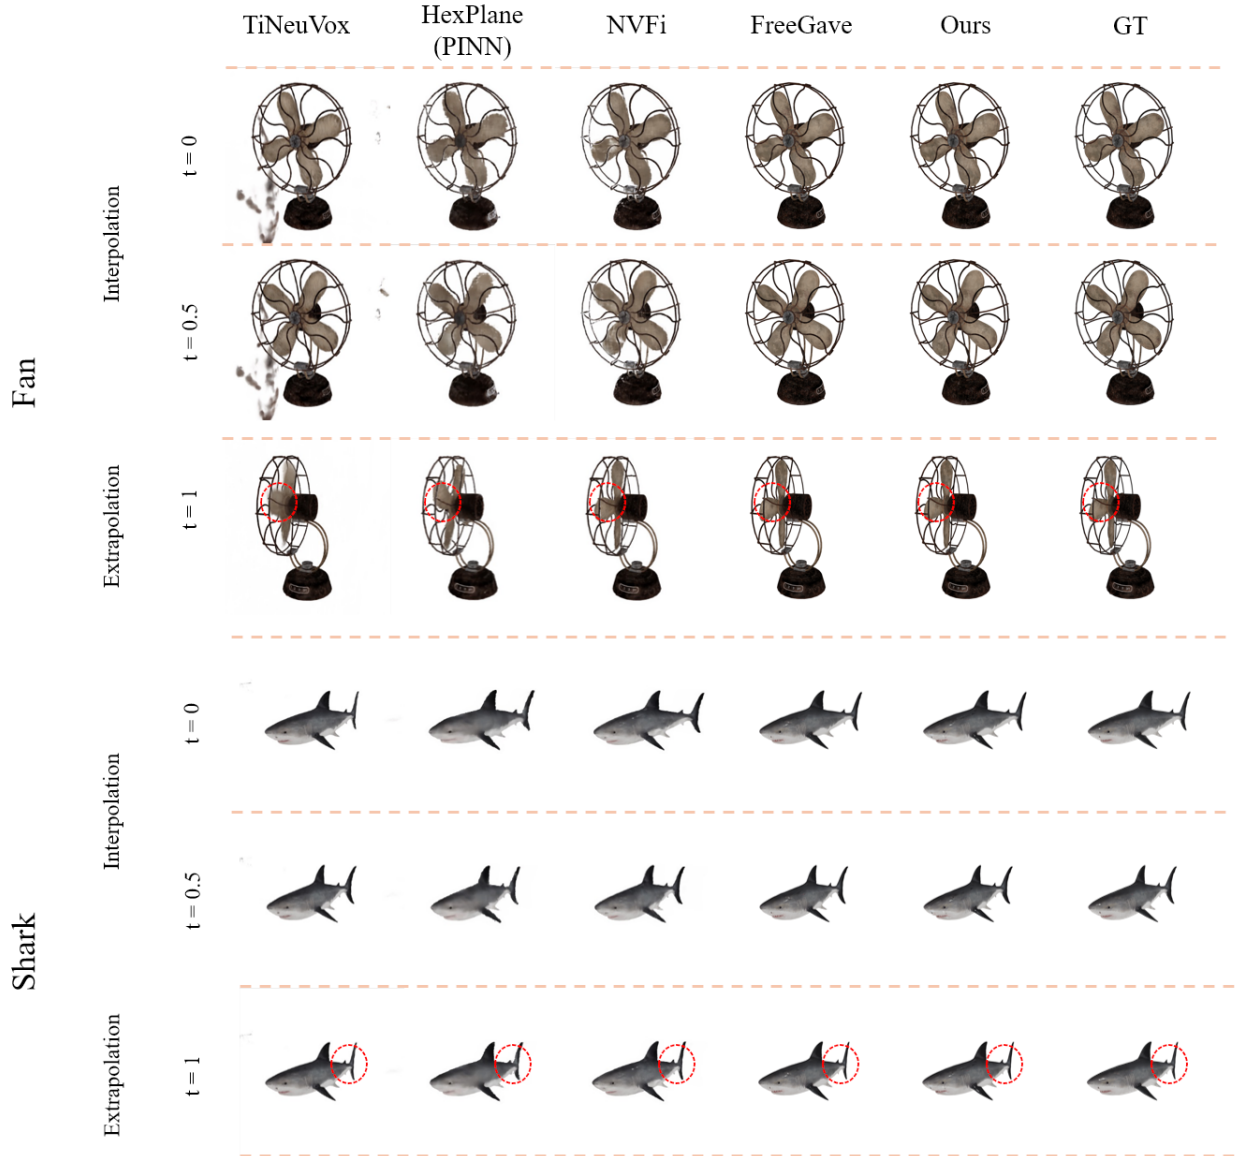 TiNeuVox
HexPlane
(PINN)
NVFi
FreeGave
Ours
GT
Fan
Interpolation
t = 0
t = 0.5
Extrapolation
t = 1
Shark
Interpolation
t = 0
t = 0.5
Extrapolation
t = 1